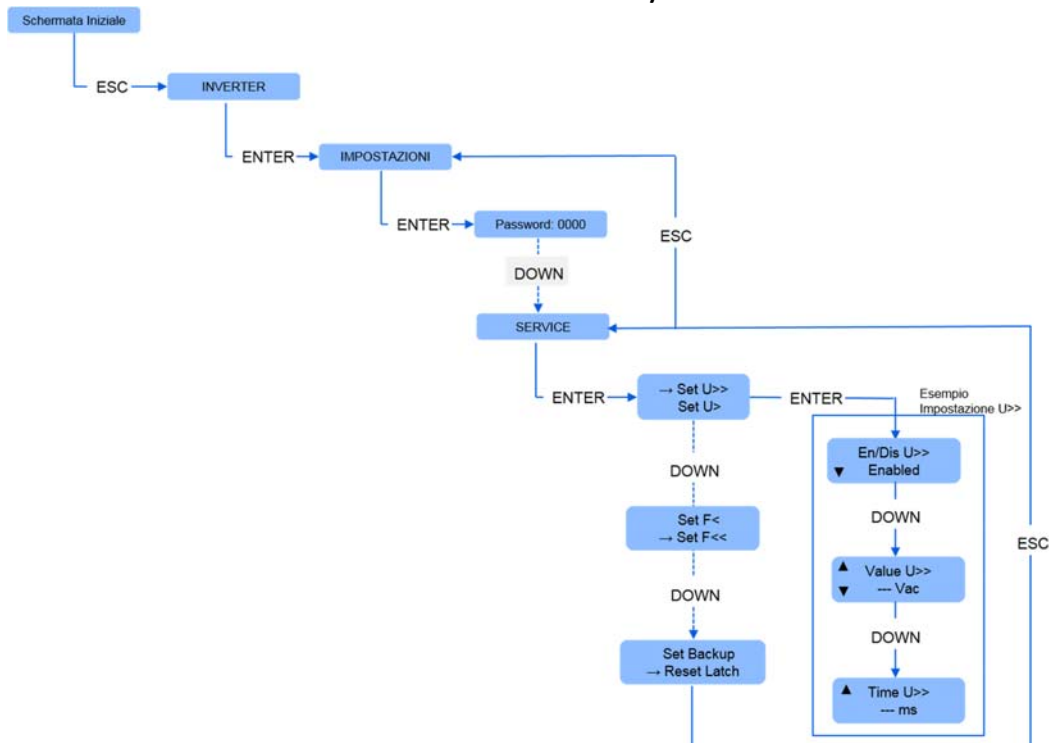 Schermata Iniziale
ESC
INVERTER
ENTER
IMPOSTAZIONI
ENTER
Password: 0000
ESC
DOWN
SERVICE
ENTER
→ Set U>>
Set U>
ENTER
Esempio
Impostazione U>>
En/Dis U>>
▼ Enabled
DOWN
DOWN
Set F<
→ Set F<<
ESC
▲ Value U>>
▼ --- Vac
DOWN
DOWN
Set Backup
→ Reset Latch
▲ Time U>>
--- ms